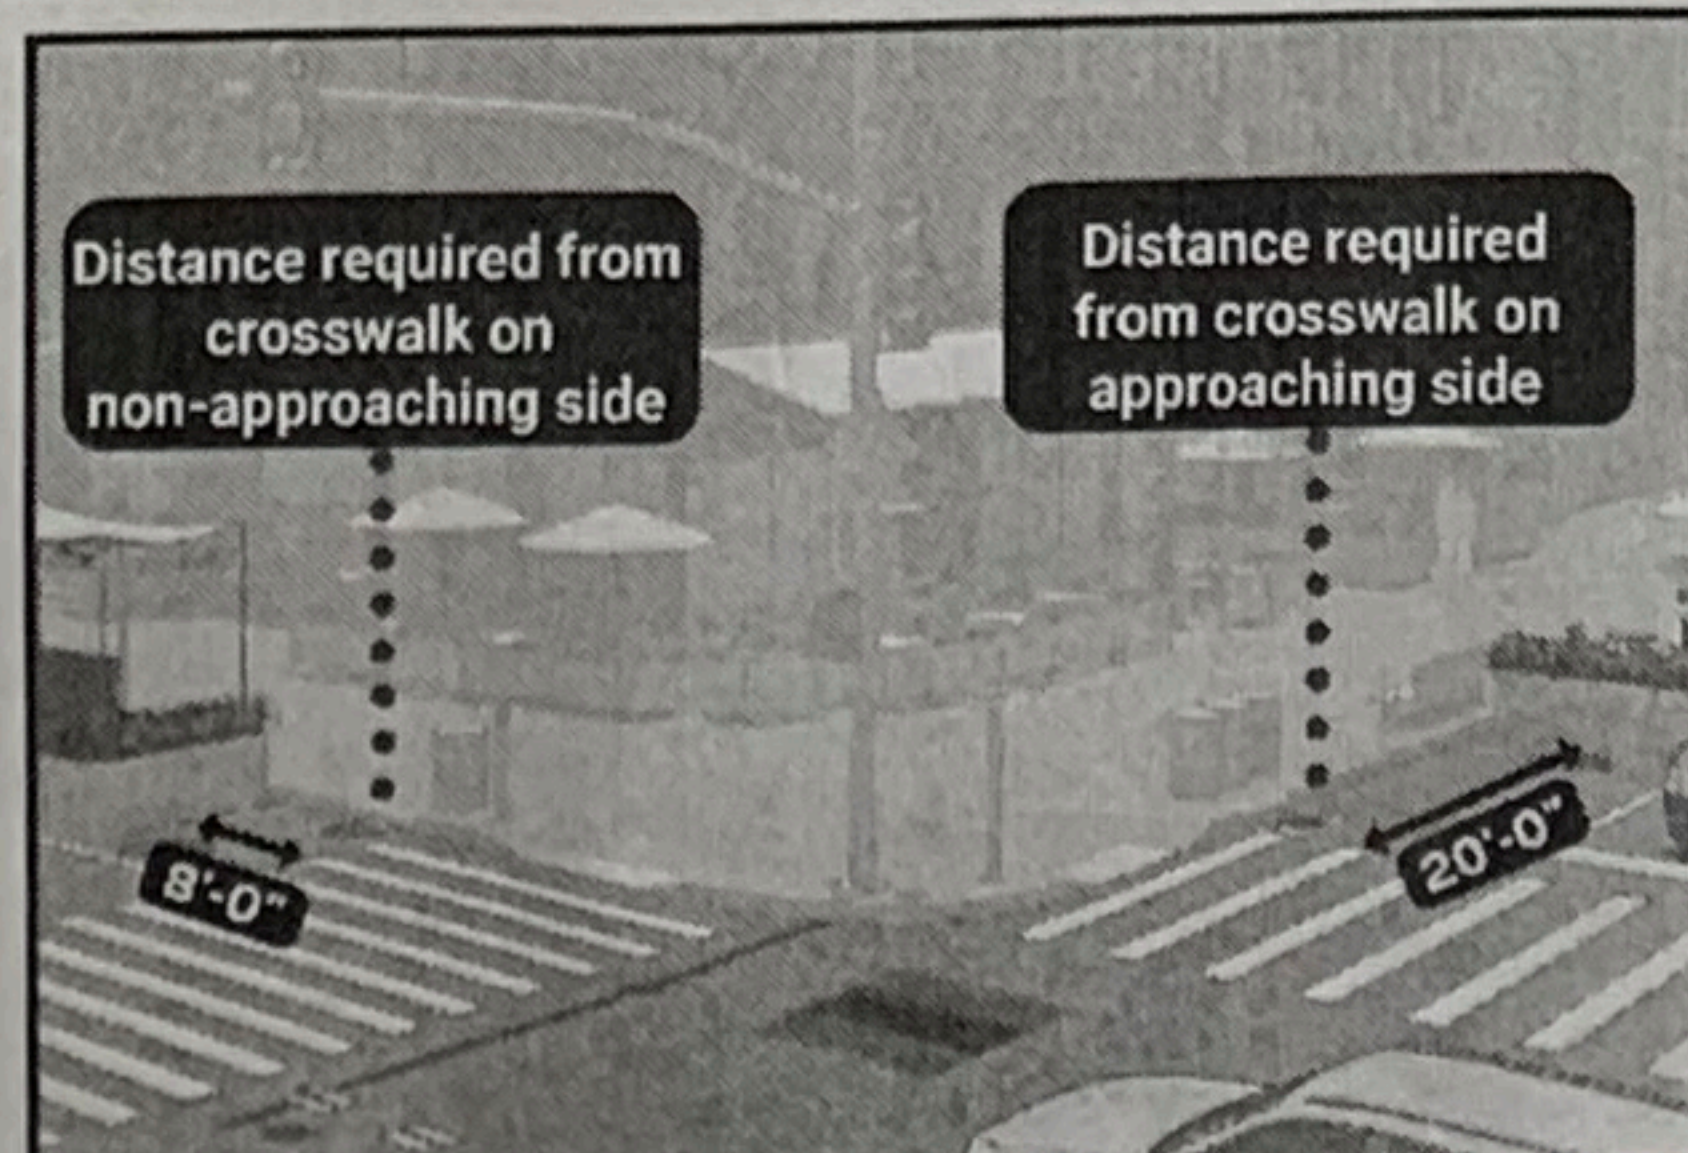 Distance required from
crosswalk on
non-approaching side
Distance required
from crosswalk on
approaching side
8'-0"
20'-0"